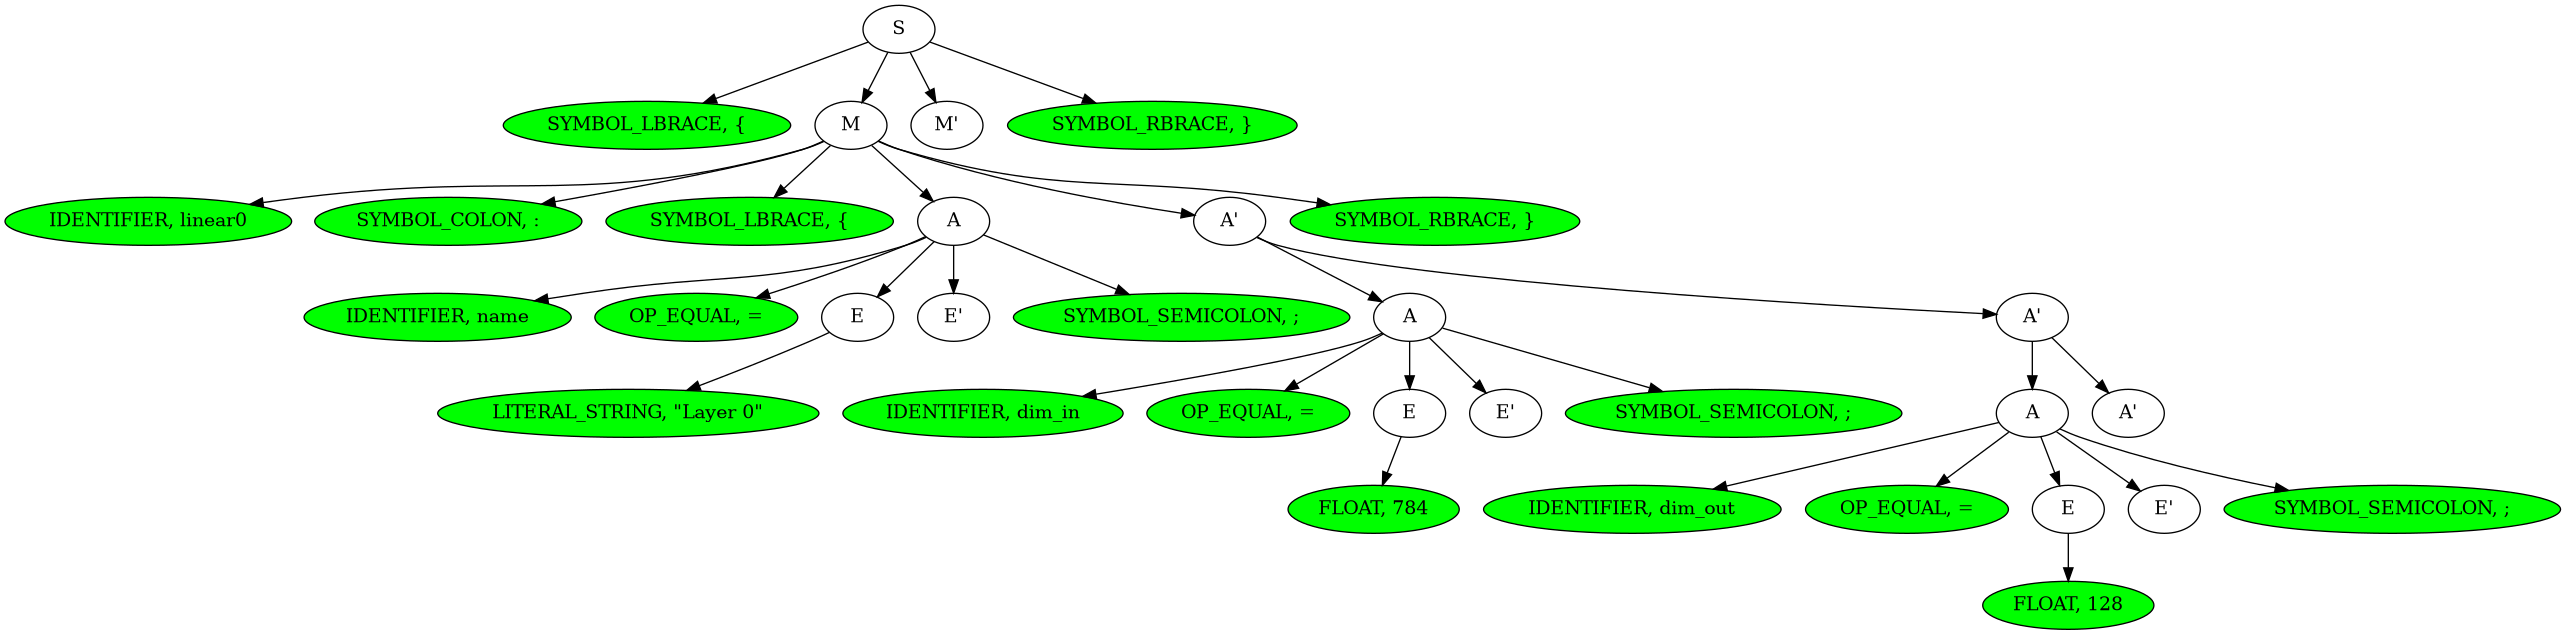 S
SYMBOL_LBRACE, {
M
M'
SYMBOL_RBRACE, }
IDENTIFIER, linear0
SYMBOL_COLON, :
SYMBOL_LBRACE, {
A
A'
SYMBOL_RBRACE, }
IDENTIFIER, name
OP_EQUAL, =
E
E'
SYMBOL_SEMICOLON, ;
A
A'
LITERAL_STRING, "Layer 0"
IDENTIFIER, dim_in
OP_EQUAL, =
E
E'
SYMBOL_SEMICOLON, ;
A
A'
FLOAT, 784
IDENTIFIER, dim_out
OP_EQUAL, =
E
E'
SYMBOL_SEMICOLON, ;
FLOAT, 128